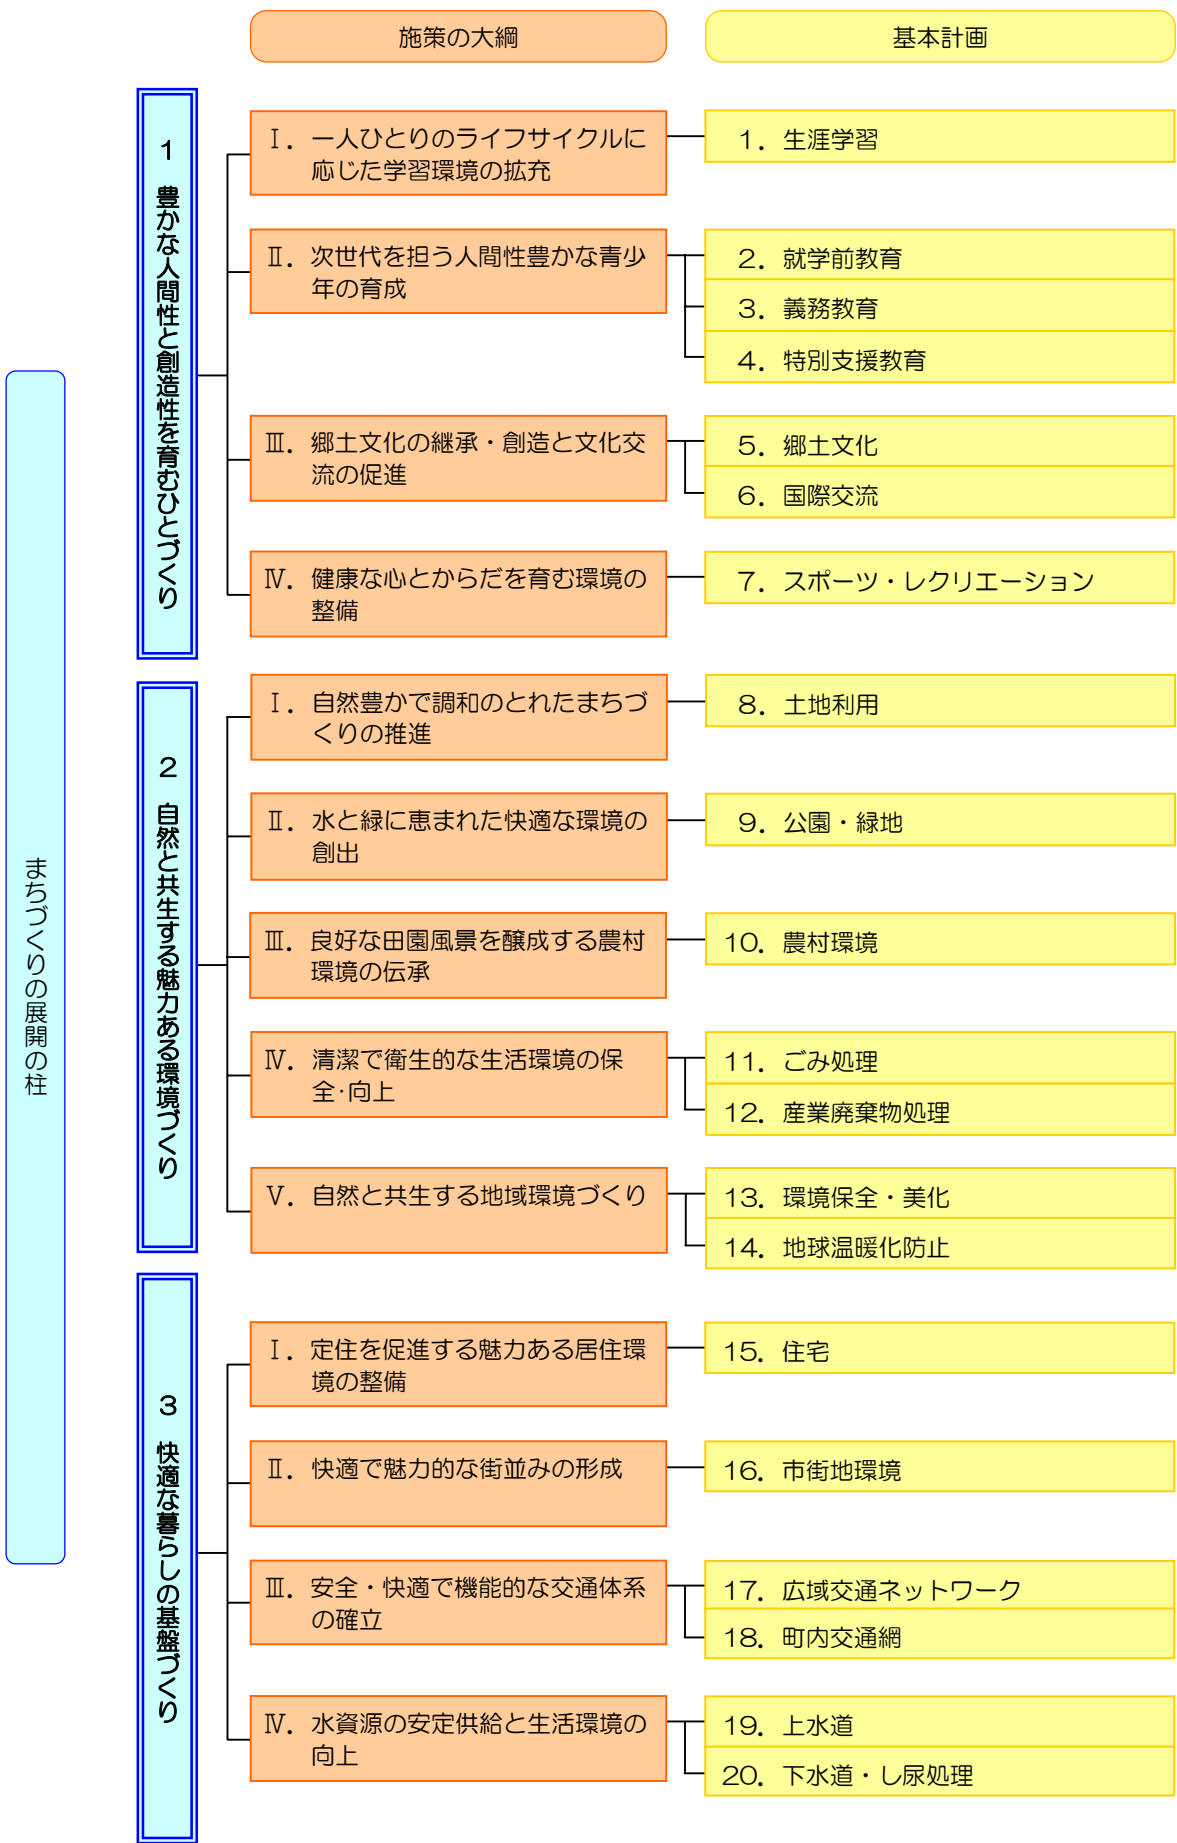 施策の大綱
基本計画
まちづくりの展開の柱
1　豊かな人間性と創造性を育むひとづくり
Ⅰ．一人ひとりのライフサイクルに
応じた学習環境の拡充
1．生涯学習
Ⅱ．次世代を担う人間性豊かな青少
年の育成
2．就学前教育
3．義務教育
4．特別支援教育
Ⅲ．郷土文化の継承・創造と文化交
流の促進
5．郷土文化
6．国際交流
Ⅳ．健康な心とからだを育む環境の
整備
7．スポーツ・レクリエーション
2　自然と共生する魅力ある環境づくり
Ⅰ．自然豊かで調和のとれたまちづ
くりの推進
8．土地利用
Ⅱ．水と緑に恵まれた快適な環境の
創出
9．公園・緑地
Ⅲ．良好な田園風景を醸成する農村
環境の伝承
10．農村環境
Ⅳ．清潔で衛生的な生活環境の保
全・向上
11．ごみ処理
12．産業廃棄物処理
Ⅴ．自然と共生する地域環境づくり
13．環境保全・美化
14．地球温暖化防止
3　快適な暮らしの基盤づくり
Ⅰ．定住を促進する魅力ある居住環
境の整備
15．住宅
Ⅱ．快適で魅力的な街並みの形成
16．市街地環境
Ⅲ．安全・快適で機能的な交通体系
の確立
17．広域交通ネットワーク
18．町内交通網
Ⅳ．水資源の安定供給と生活環境の
向上
19．上水道
20．下水道・し尿処理